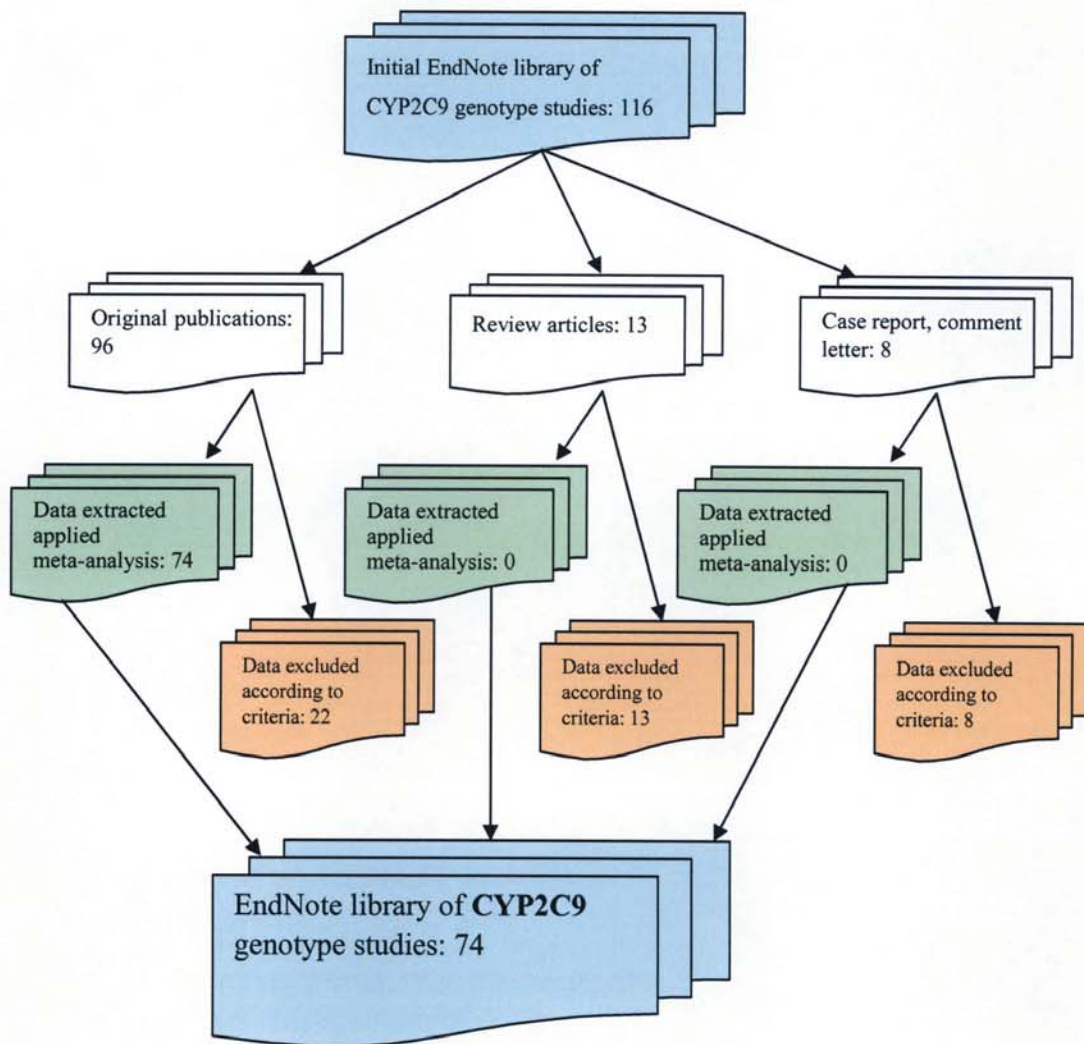 Initial EndNote library of
CYP2C9 genotype studies: 116
Original publications:
96
Review articles: 13
Case report, comment
letter: 8
Data extracted
applied
meta-analysis: 74
Data extracted
applied
meta-analysis: 0
Data extracted
applied
meta-analysis: 0
Data excluded
according to
criteria: 22
Data excluded
according to
criteria: 13
Data excluded
according to
criteria: 8
EndNote library of CYP2C9
genotype studies: 74